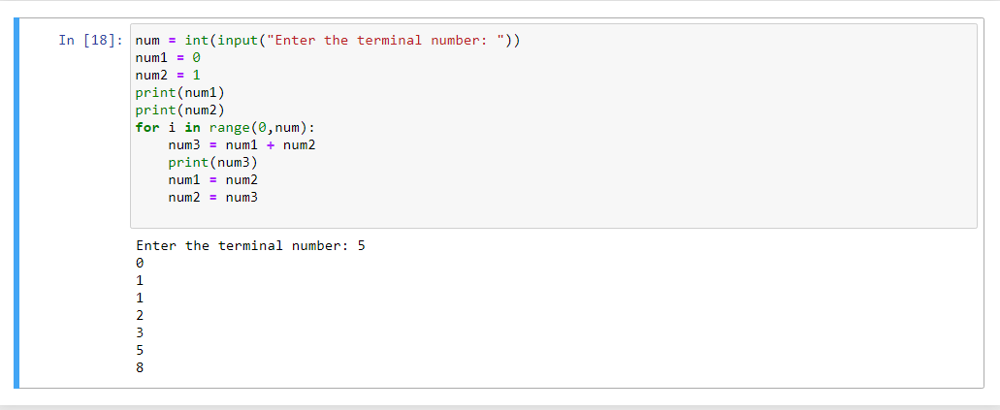 In [18]: num = int(input("Enter the terminal number: "))
num1 = 0
num2 = 1
print(num1)
print(num2)
for i in range(0,num):
    num3 = num1 + num2
    print(num3)
    num1 = num2
    num2 = num3
Enter the terminal number: 5
0
1
1
2
3
5
8